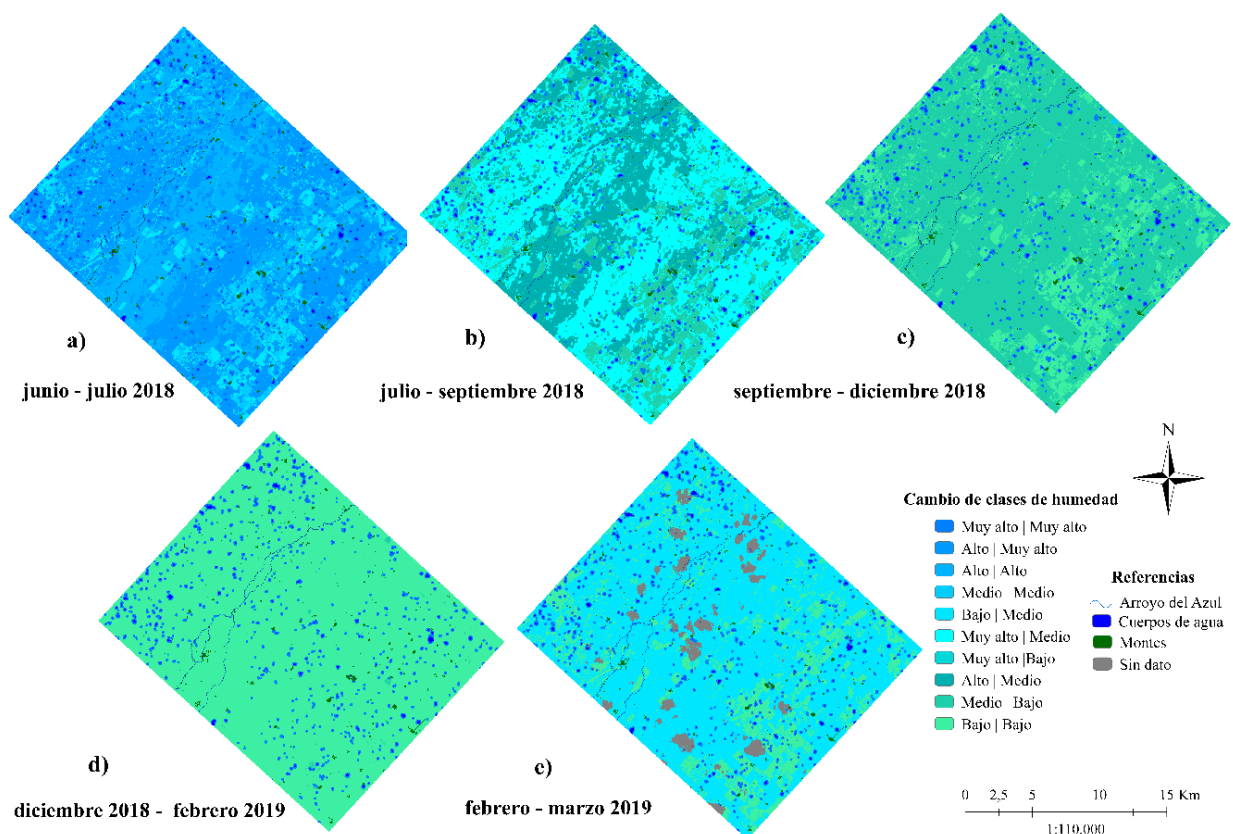 a)
junio - julio 2018
b)
julio - septiembre 2018
c)
septiembre - diciembre 2018
N
d)
diciembre 2018 - febrero 2019
e)
febrero - marzo 2019
Cambio de clases de humedad
Muy alto | Muy alto
Alto | Muy alto
Alto | Alto
Medio Medio
Bajo | Medio
Muy alto | Medio
Muy alto |Bajo
Alto | Medio
Medio Bajo
Bajo | Bajo
Referencias
Arroyo del Azul
Cuerpos de agua
Montes
Sin dato
0 2,5 5 10 15 Km
1:110.000